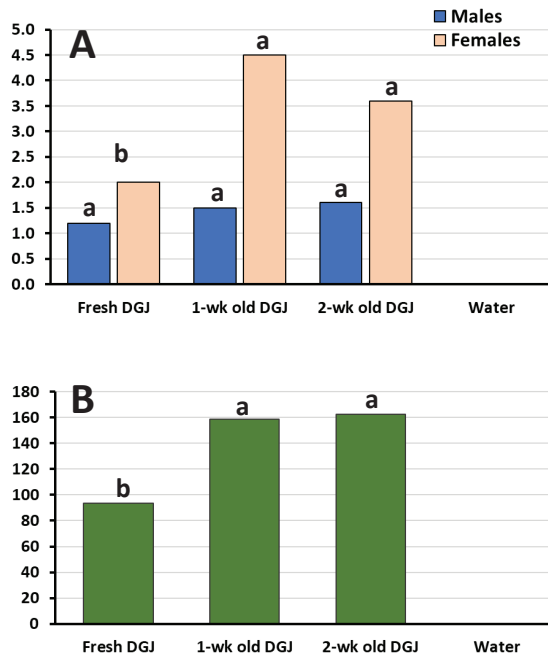 A
Males
Females
5.0
4.5
4.0
3.5
3.0
2.5
2.0
1.5
1.0
0.5
0.0
a
b
a
a
a
a
Fresh DGJ
1-wk old DGJ
2-wk old DGJ
Water
B
180
160
140
120
100
80
60
40
20
0
b
a
a
Fresh DGJ
1-wk old DGJ
2-wk old DGJ
Water